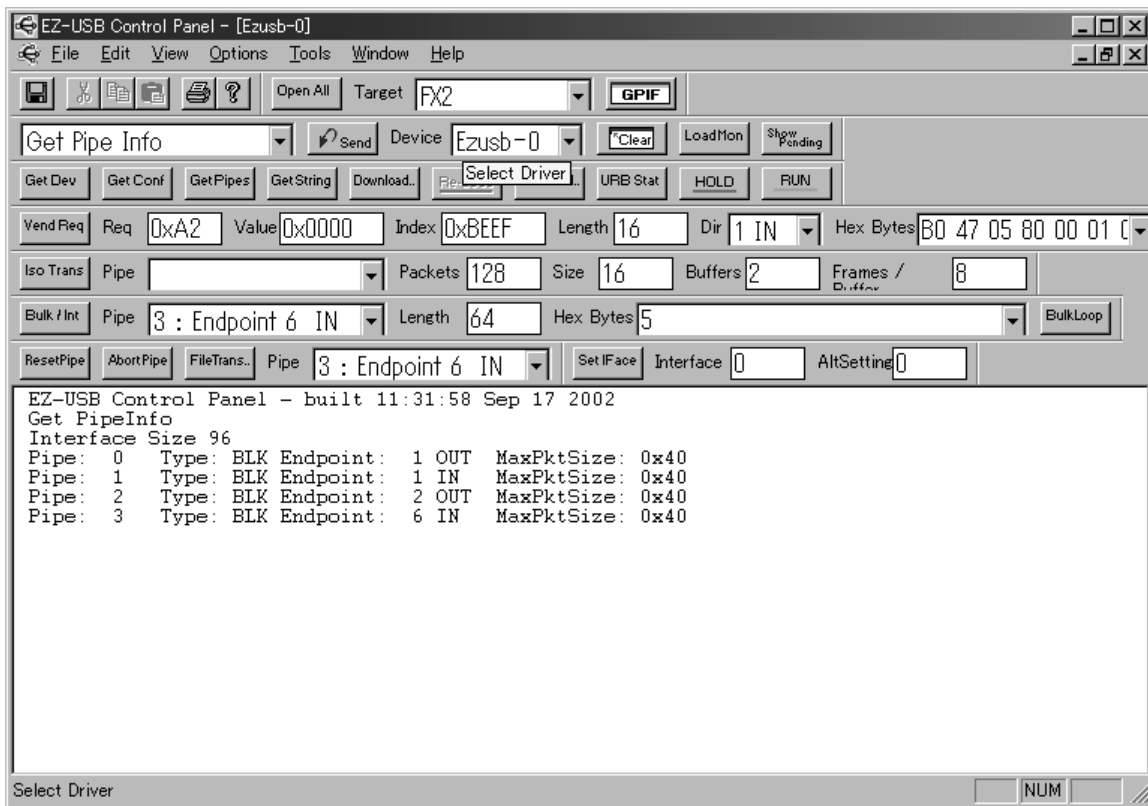 EZ-USB Control Panel - [Ezusb-0]
File Edit View Options Tools Window Help
Open All Target FX2 GPIF
Get Pipe Info Send Device Ezusb-0 Clear LoadMon Show Pending
Get Dev Get Conf GetPipes GetString Download.. Select Driver URB Stat HOLD RUN
Vend Req Req 0xA2 Value 0x0000 Index 0xBEEF Length 16 Dir 1 IN Hex Bytes B0 47 05 80 00 01
Iso Trans Pipe Packets 128 Size 16 Buffers 2 Frames / Buffer 8
Bulk / Int Pipe 3 : Endpoint 6 IN Length 64 Hex Bytes 5 BulkLoop
ResetPipe AbortPipe FileTrans.. Pipe 3 : Endpoint 6 IN Set IFace Interface 0 AltSetting 0
EZ-USB Control Panel - built 11:31:58 Sep 17 2002
Get PipeInfo
Interface Size 96
Pipe: 0 Type: BLK Endpoint: 1 OUT MaxPktSize: 0x40
Pipe: 1 Type: BLK Endpoint: 1 IN MaxPktSize: 0x40
Pipe: 2 Type: BLK Endpoint: 2 OUT MaxPktSize: 0x40
Pipe: 3 Type: BLK Endpoint: 6 IN MaxPktSize: 0x40
Select Driver NUM